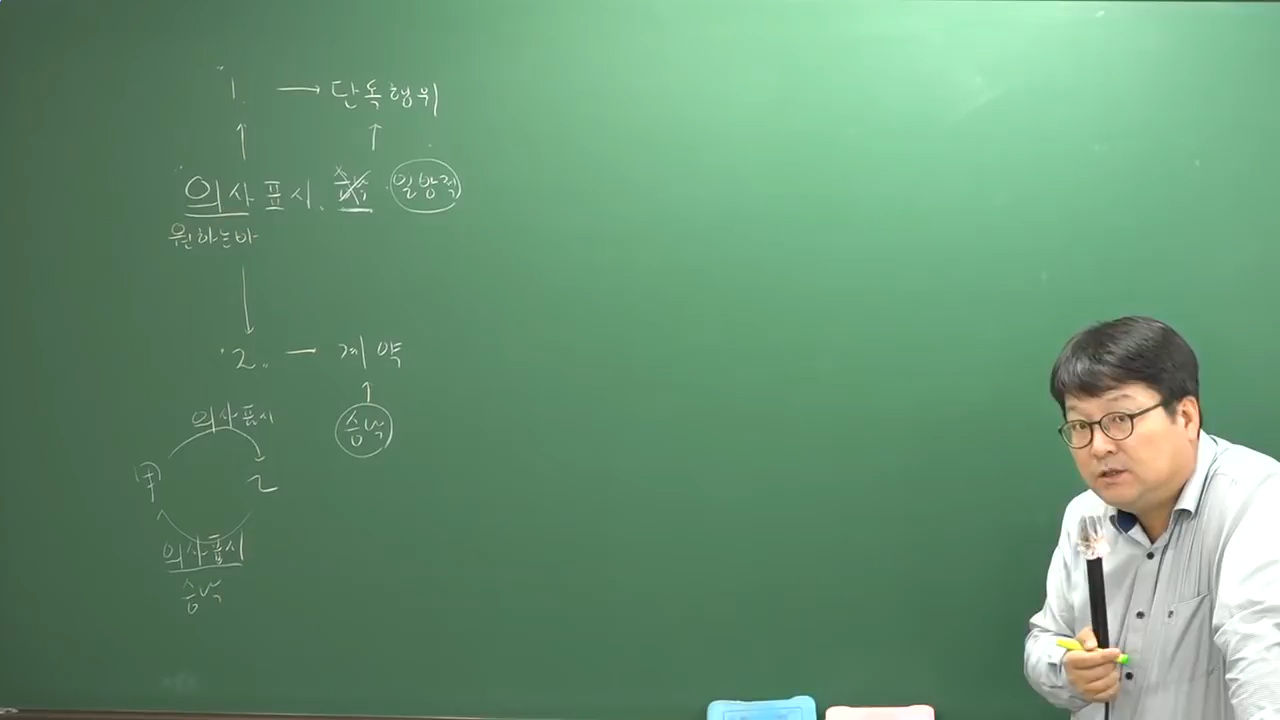 1. → 단독행위
의사표시. 일방적
원하는바
2. - 계약
의사표시
승낙
甲 乙
의사표시
승낙